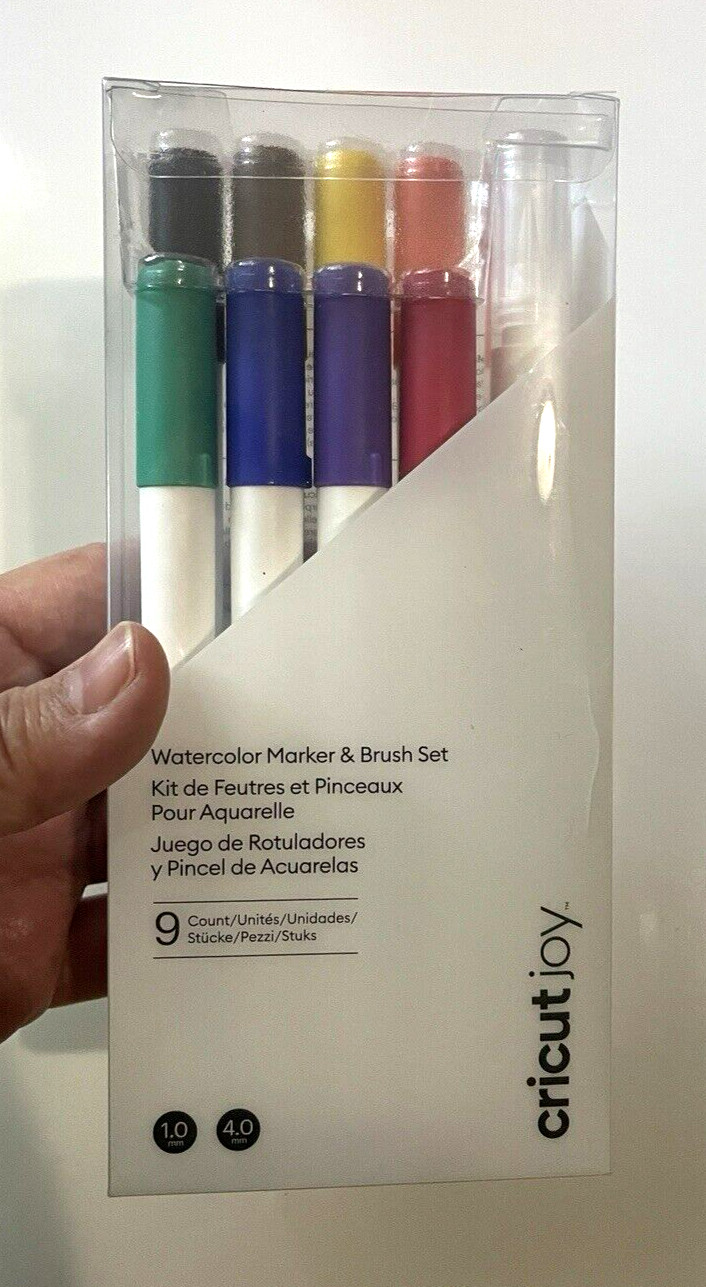 Watercolor Marker & Brush Set
Kit de Feutres et Pinceaux
Pour Aquarelle
Juego de Rotuladores
y Pincel de Acuarelas
9 Count/Unités/Unidades/
Stücke/Pezzi/Stuks
cricut joy™
1.0 mm
4.0 mm